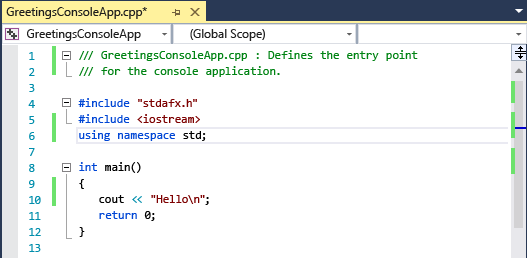 GreetingsConsoleApp.cpp*
GreetingsConsoleApp (Global Scope)
1 /// GreetingsConsoleApp.cpp : Defines the entry point
2 /// for the console application.
3
4 #include "stdafx.h"
5 #include <iostream>
6 using namespace std;
7
8 int main()
9 {
10 cout << "Hello\n";
11 return 0;
12 }
13